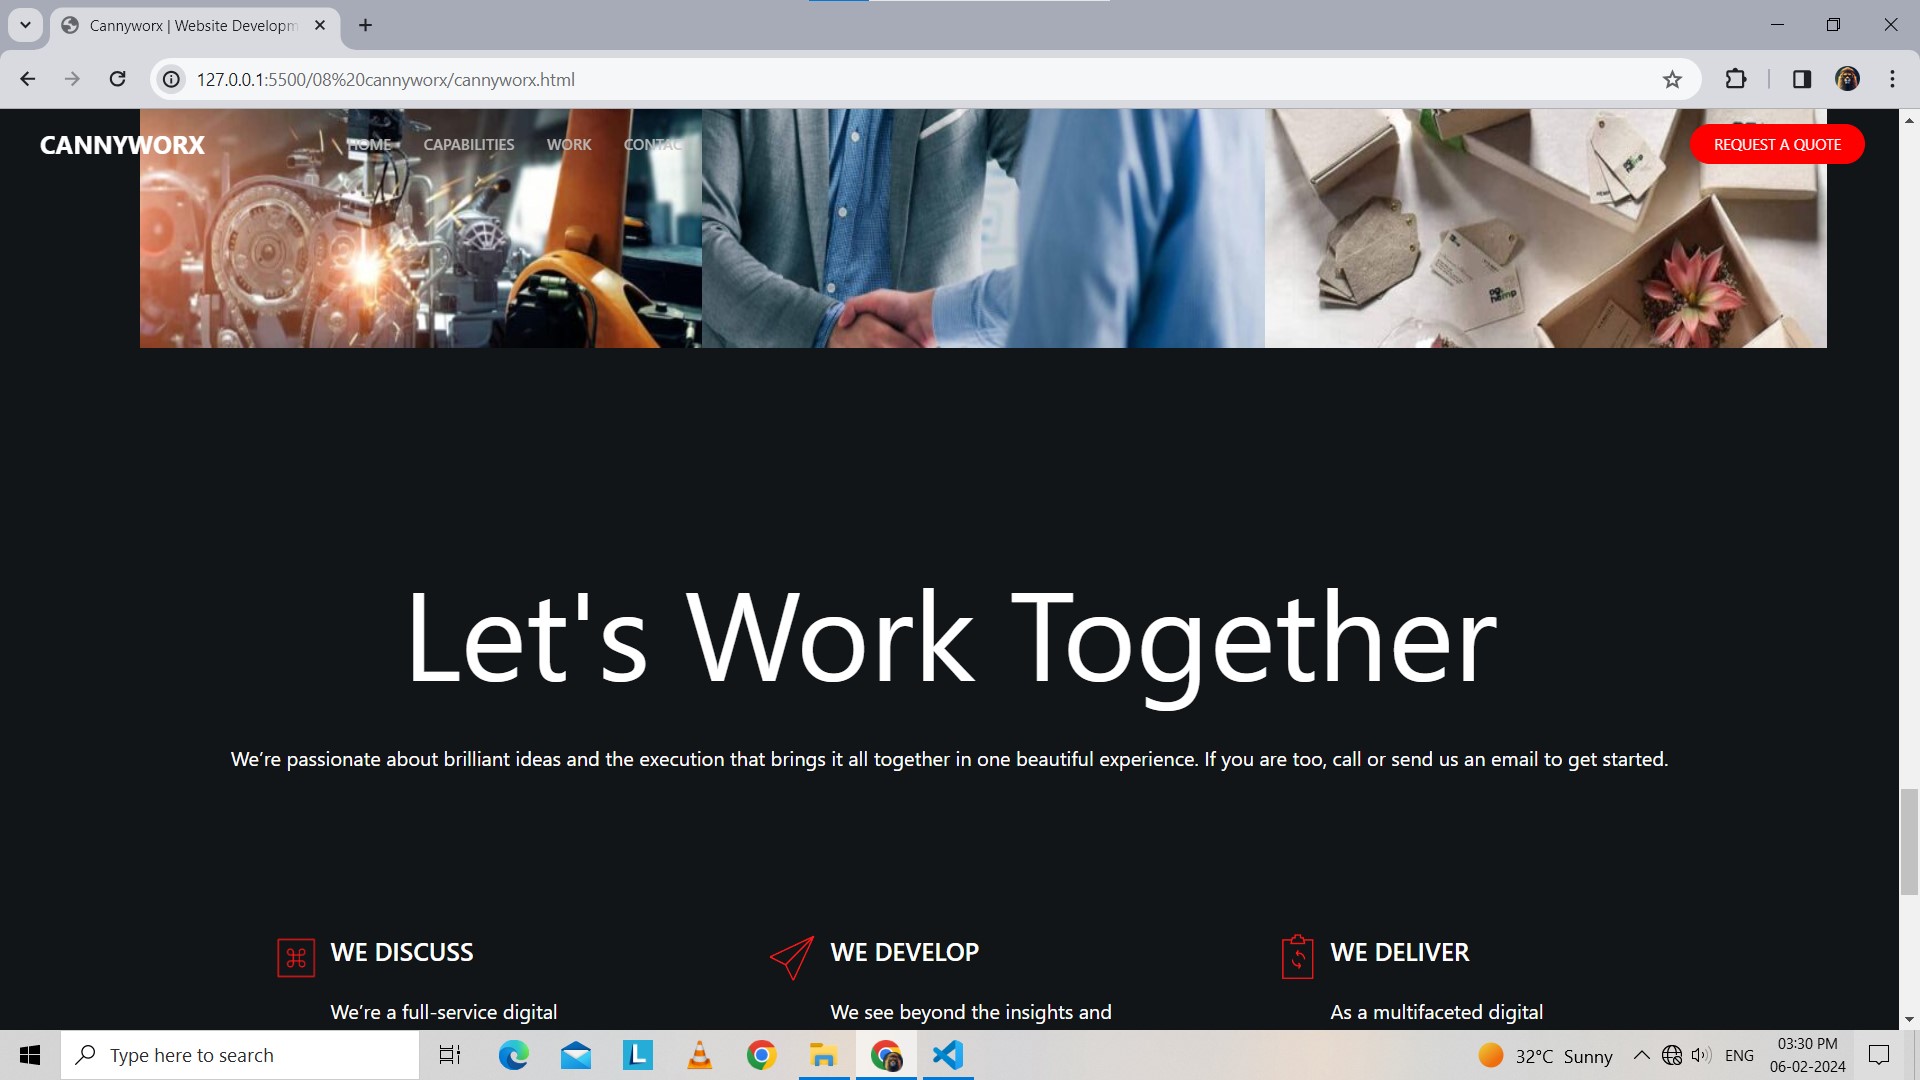 Cannyworx | Website Developm
127.0.0.1:5500/08%20cannyworx/cannyworx.html
CANNYWORX HOME CAPABILITIES WORK CONTAC REQUEST A QUOTE
Let's Work Together
We’re passionate about brilliant ideas and the execution that brings it all together in one beautiful experience. If you are too, call or send us an email to get started.
WE DISCUSS WE DEVELOP WE DELIVER
We’re a full-service digital We see beyond the insights and As a multifaceted digital
Type here to search
32°C Sunny ENG
03:30 PM
06-02-2024